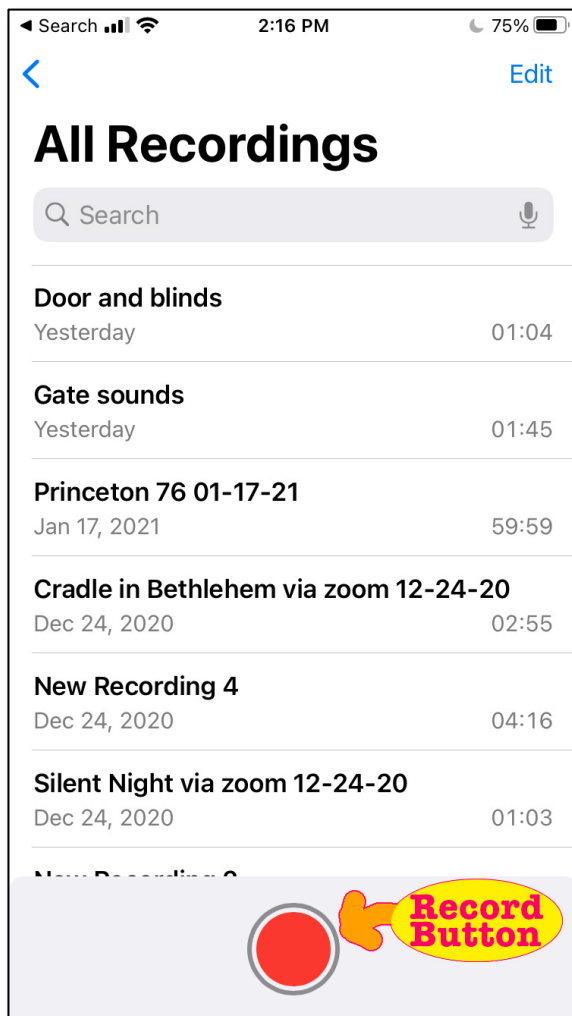 Search 2:16 PM 75%
Edit
All Recordings
Search
Door and blinds
Yesterday 01:04
Gate sounds
Yesterday 01:45
Princeton 76 01-17-21
Jan 17, 2021 59:59
Cradle in Bethlehem via zoom 12-24-20
Dec 24, 2020 02:55
New Recording 4
Dec 24, 2020 04:16
Silent Night via zoom 12-24-20
Dec 24, 2020 01:03
New Recording
Record
Button